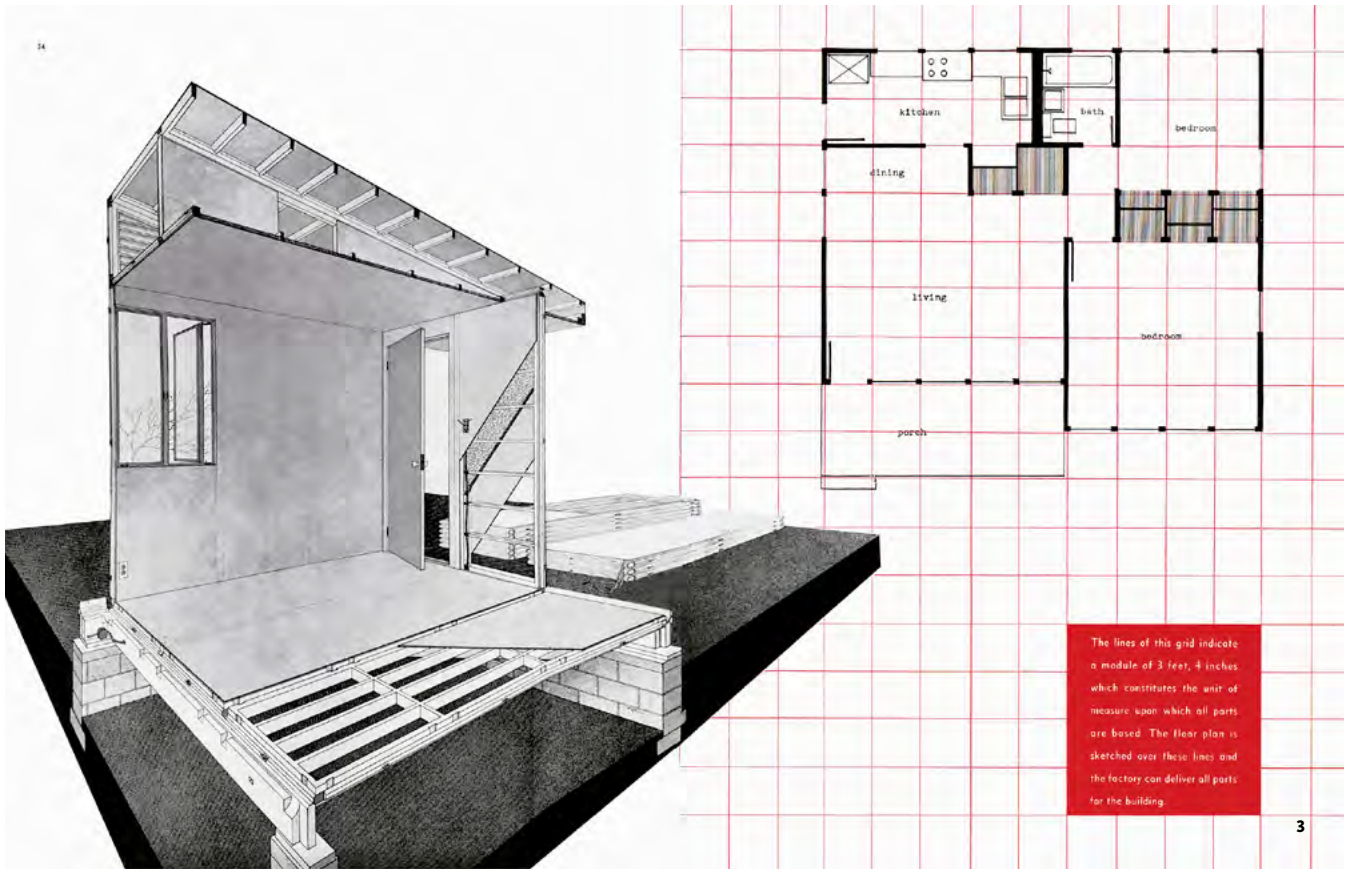 34
kitchen
bath
bedroom
dining
living
bedroom
porch
The lines of this grid indicate
a module of 3 feet, 4 inches
which constitutes the unit of
measure upon which all parts
are based. The floor plan is
sketched over these lines and
the factory can deliver all parts
for the building.
3